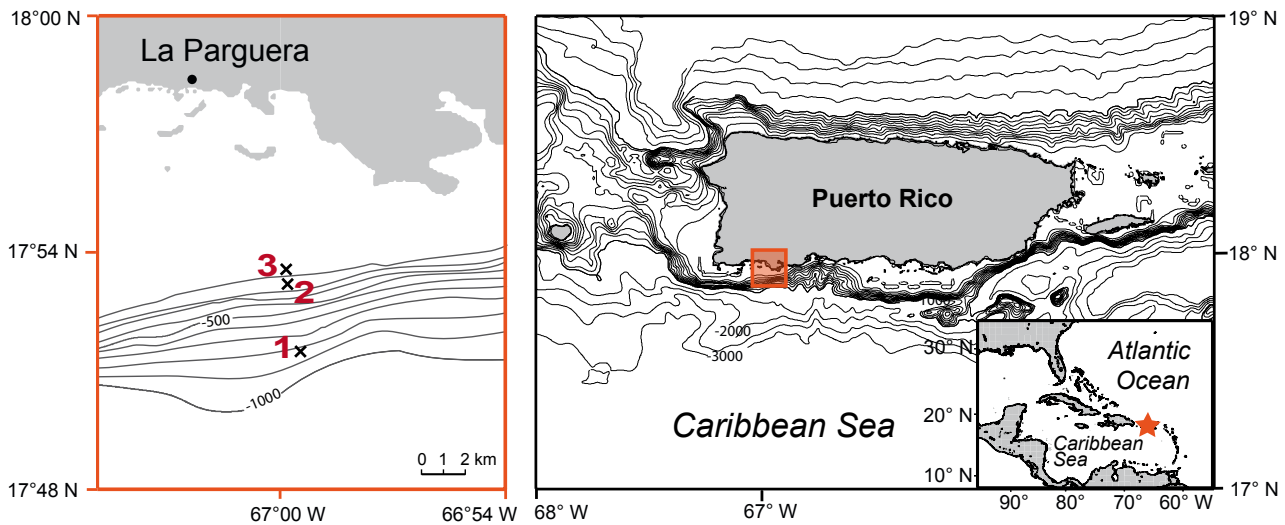 18°00 N
La Parguera
17°54 N
3
2
-500
1
-1000
0 1 2 km
17°48 N
67°00 W
66°54 W
19° N
Puerto Rico
18° N
1000
-2000
-3000
Caribbean Sea
17° N
68° W
67° W
30° N
Atlantic
Ocean
20° N
Caribbean
Sea
10° N
90°
80°
70°
60° W